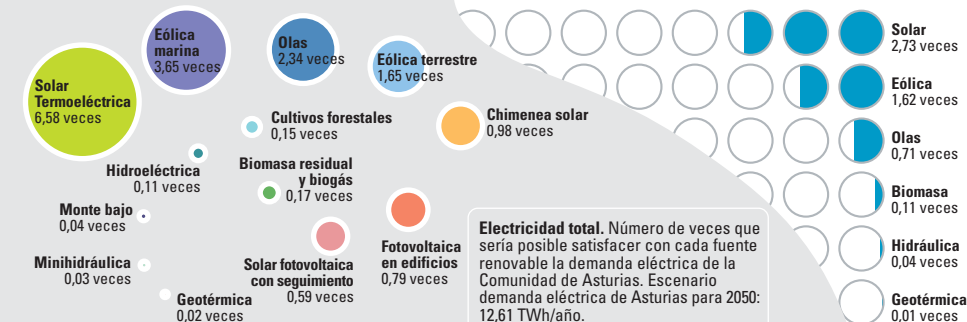 Solar
Termoeléctrica
6,58 veces
Eólica
marina
3,65 veces
Olas
2,34 veces
Eólica terrestre
1,65 veces
Chimenea solar
0,98 veces
Cultivos forestales
0,15 veces
Hidroeléctrica
0,11 veces
Biomasa residual
y biogás
0,17 veces
Monte bajo
0,04 veces
Minihidráulica
0,03 veces
Geotérmica
0,02 veces
Solar fotovoltaica
con seguimiento
0,59 veces
Fotovoltaica
en edificios
0,79 veces
Electricidad total. Número de veces que
sería posible satisfacer con cada fuente
renovable la demanda eléctrica de la
Comunidad de Asturias. Escenario
demanda eléctrica de Asturias para 2050:
12,61 TWh/año.
Solar
2,73 veces
Eólica
1,62 veces
Olas
0,71 veces
Biomasa
0,11 veces
Hidráulica
0,04 veces
Geotérmica
0,01 veces